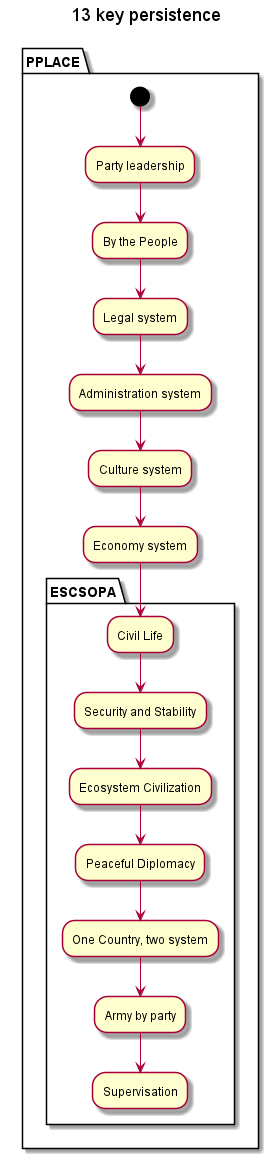 13 key persistence
PPLACE
Party leadership
By the People
Legal system
Administration system
Culture system
Economy system
ESCSOPA
Civil Life
Security and Stability
Ecosystem Civilization
Peaceful Diplomacy
One Country, two system
Army by party
Supervisation